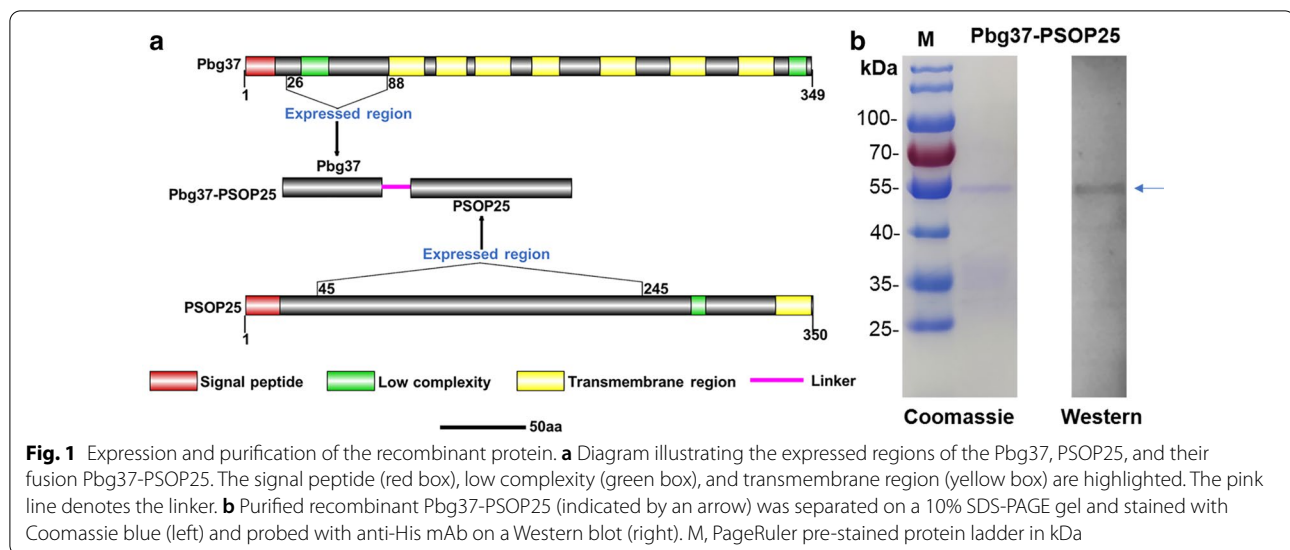 a
Pbg37
1
26
88
349
Expressed region
Pbg37
Pbg37-PSOP25
PSOP25
Expressed region
45
245
PSOP25
1
350
Signal peptide
Low complexity
Transmembrane region
Linker
50aa
b
M Pbg37-PSOP25
kDa
100-
70-
55-
40-
35-
25-
Coomassie
Western
Fig. 1 Expression and purification of the recombinant protein. a Diagram illustrating the expressed regions of the Pbg37, PSOP25, and their
fusion Pbg37-PSOP25. The signal peptide (red box), low complexity (green box), and transmembrane region (yellow box) are highlighted. The pink
line denotes the linker. b Purified recombinant Pbg37-PSOP25 (indicated by an arrow) was separated on a 10% SDS-PAGE gel and stained with
Coomassie blue (left) and probed with anti-His mAb on a Western blot (right). M, PageRuler pre-stained protein ladder in kDa